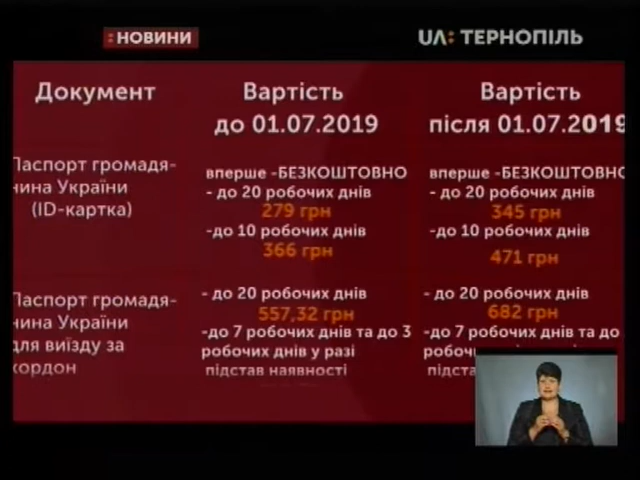 НОВИНИ
UA: ТЕРНОПІЛЬ
Документ
Вартість
до 01.07.2019
Вартість
після 01.07.2019
Паспорт громадя-
нина України
(ID-картка)
вперше -БЕЗКОШТОВНО
- до 20 робочих днів
279 грн
-до 10 робочих днів
366 грн
вперше -БЕЗКОШТОВНО
- до 20 робочих днів
345 грн
-до 10 робочих днів
471 грн
Паспорт громадя-
нина України
для виїзду за
кордон
- до 20 робочих днів
557,32 грн
-до 7 робочих днів та до 3
робочих днів у разі
підстав наявності
- до 20 робочих днів
682 грн
-до 7 робочих днів та до